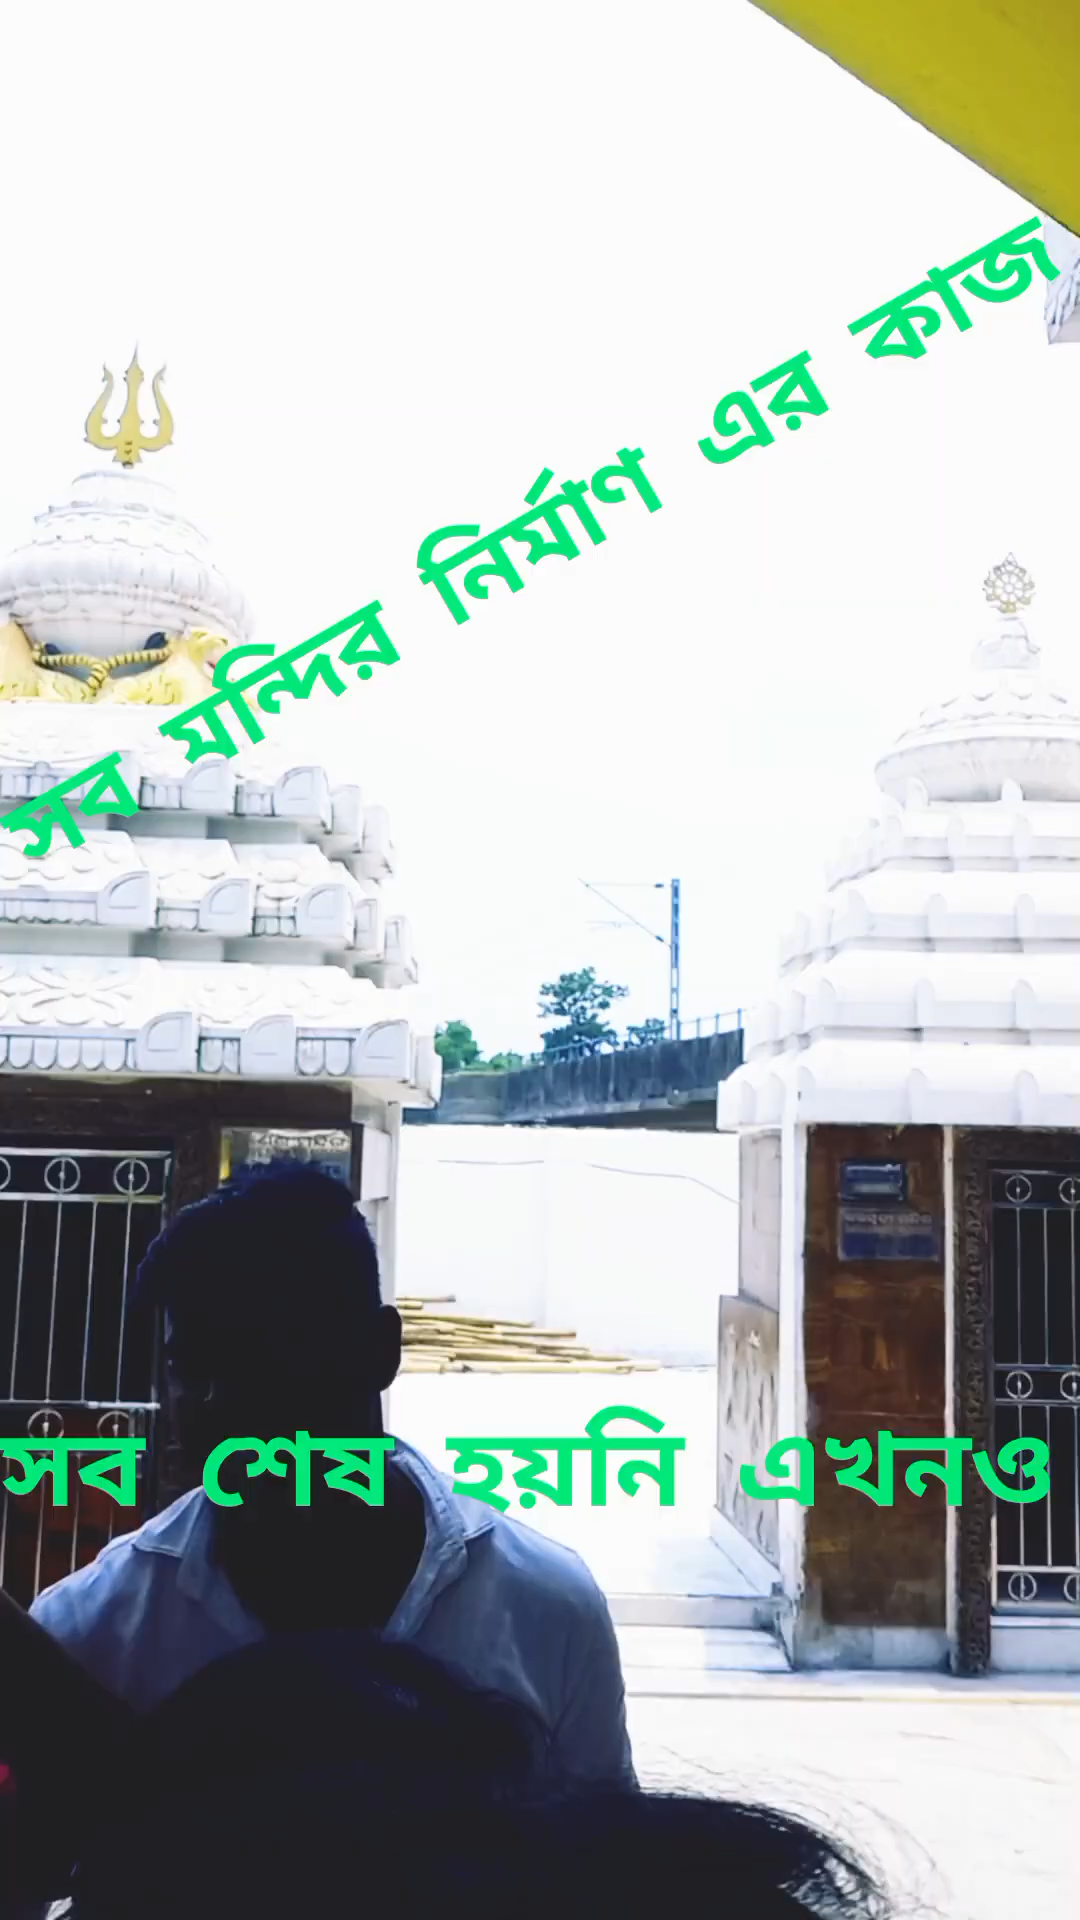 সব মন্দির নির্মাণ এর কাজ
সব শেষ হয়নি এখনও